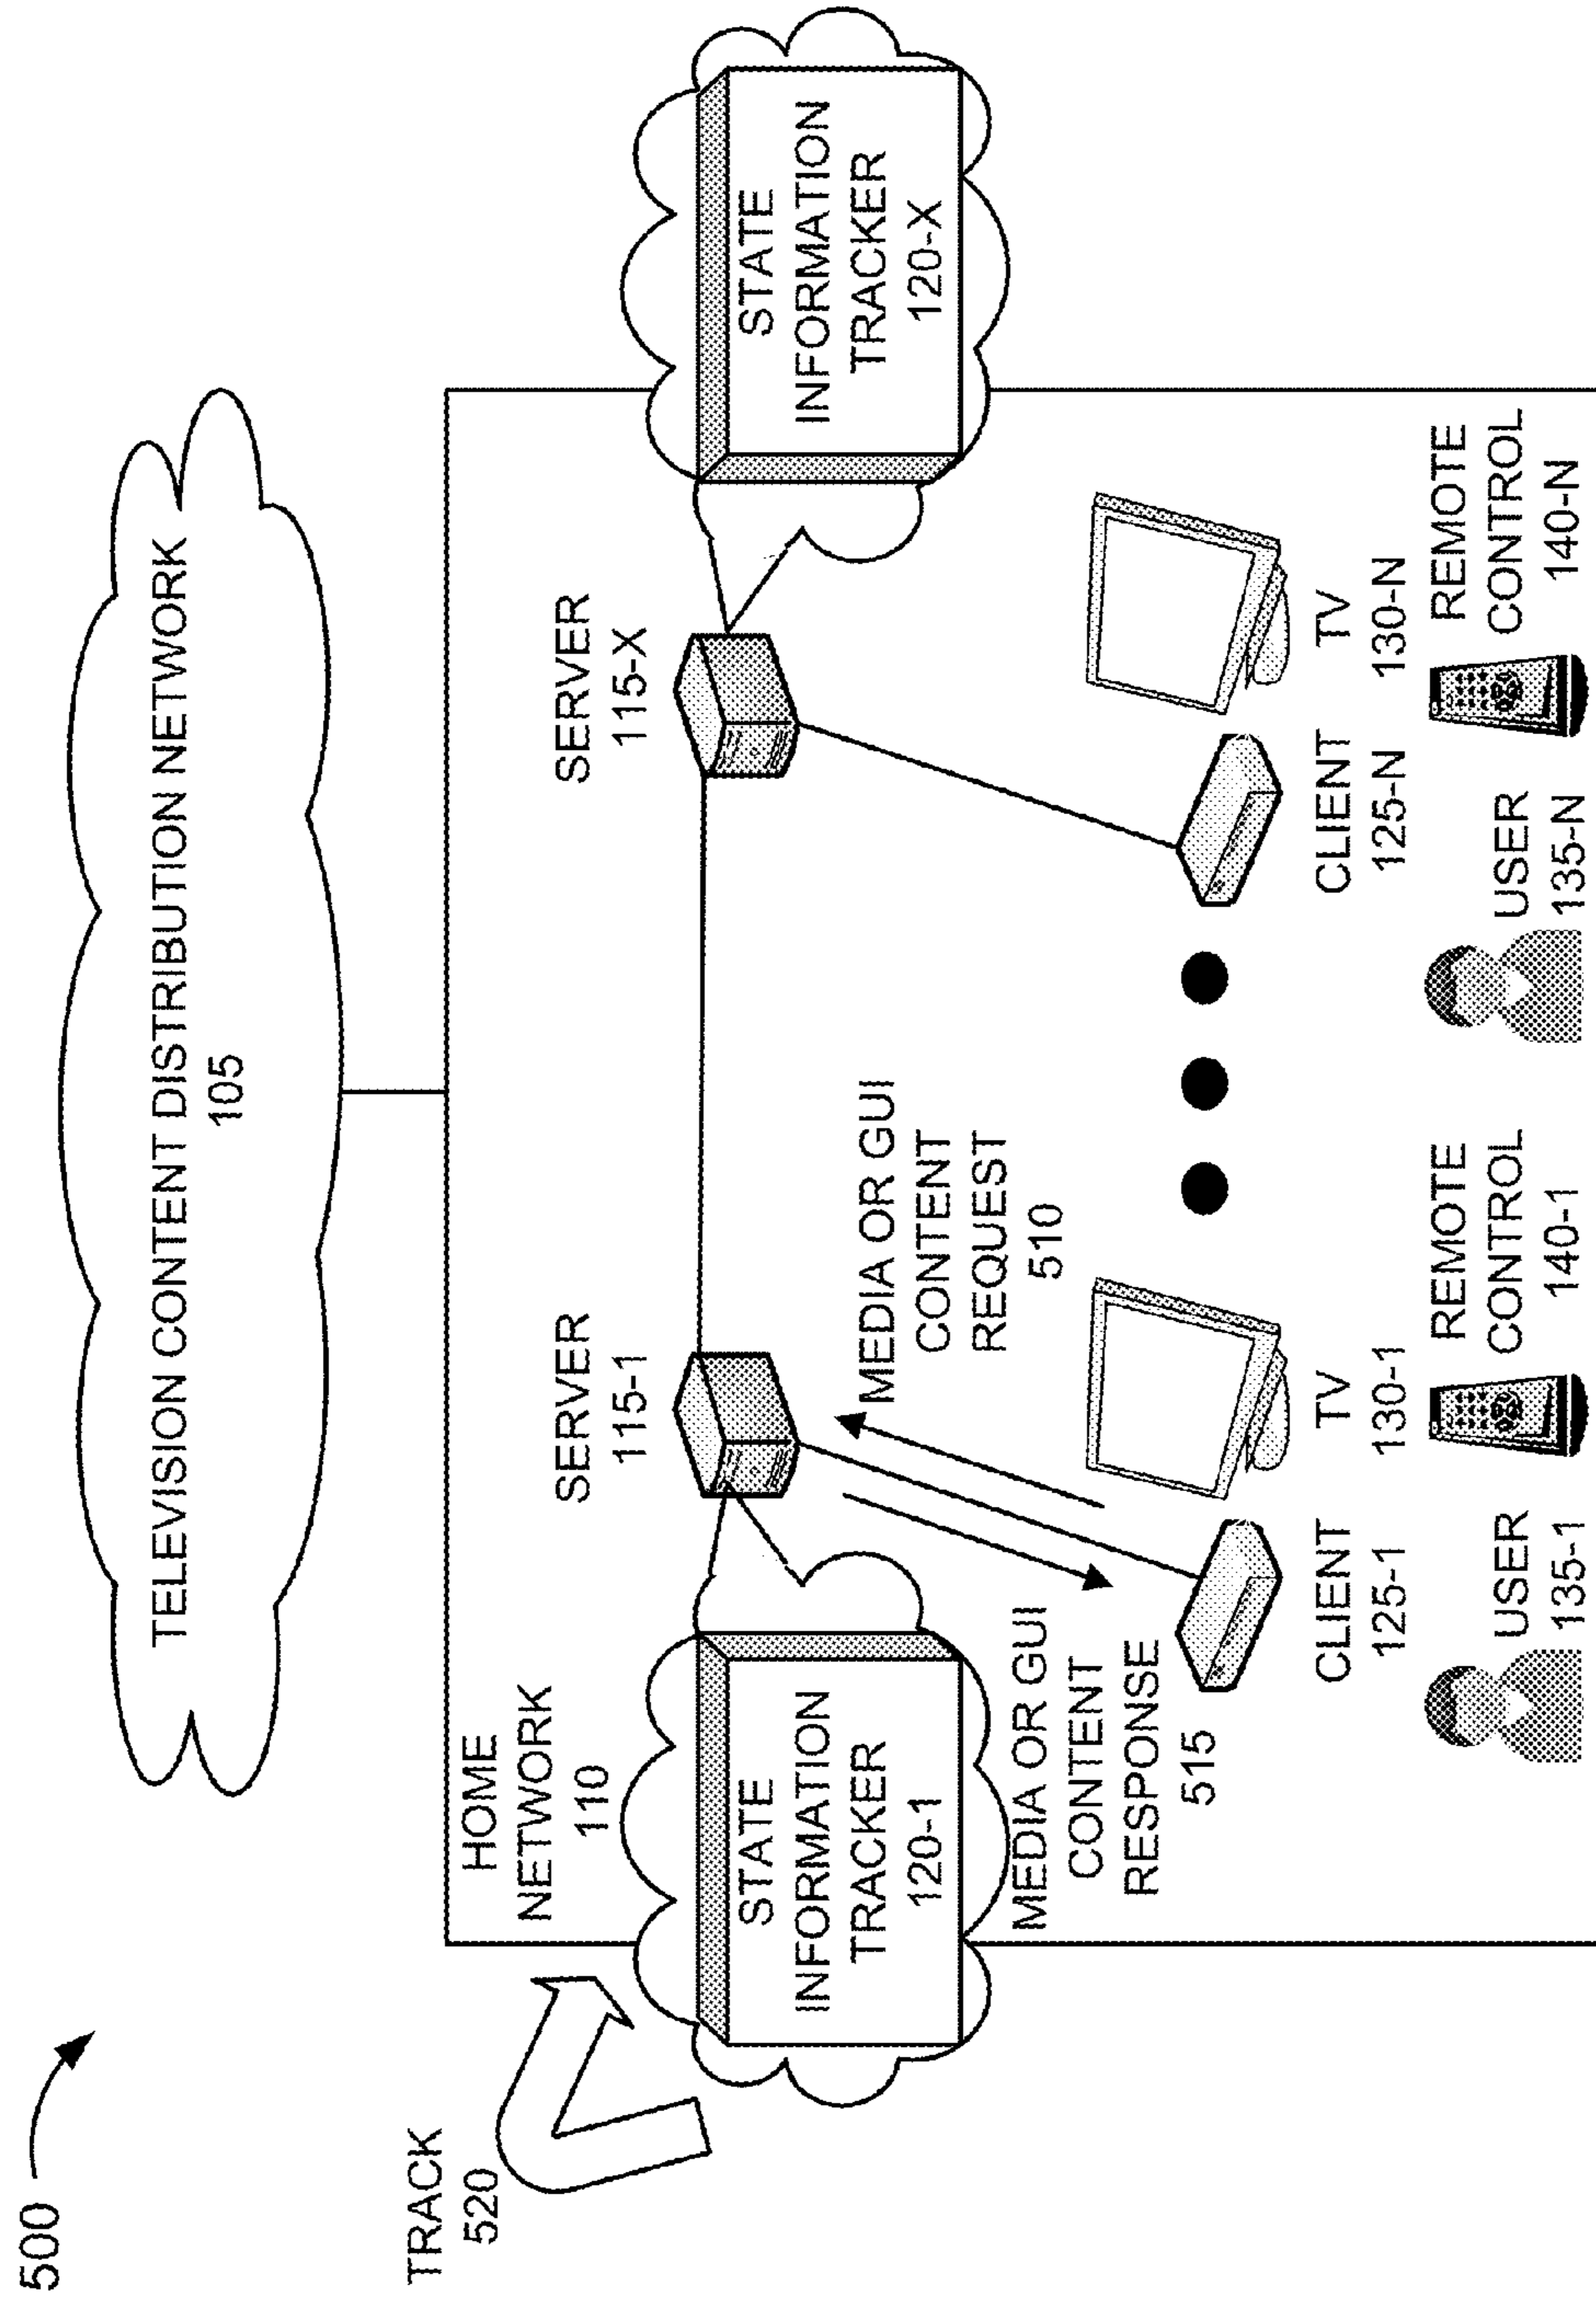 500
TELEVISION CONTENT DISTRIBUTION NETWORK
105
TRACK
520
HOME
NETWORK
110
SERVER
115-1
SERVER
115-X
STATE
INFORMATION
TRACKER
120-1
STATE
INFORMATION
TRACKER
120-X
MEDIA OR GUI
CONTENT
REQUEST
510
MEDIA OR GUI
CONTENT
RESPONSE
515
CLIENT
125-1
TV
130-1
CLIENT
125-N
TV
130-N
USER
135-1
REMOTE
CONTROL
140-1
USER
135-N
REMOTE
CONTROL
140-N